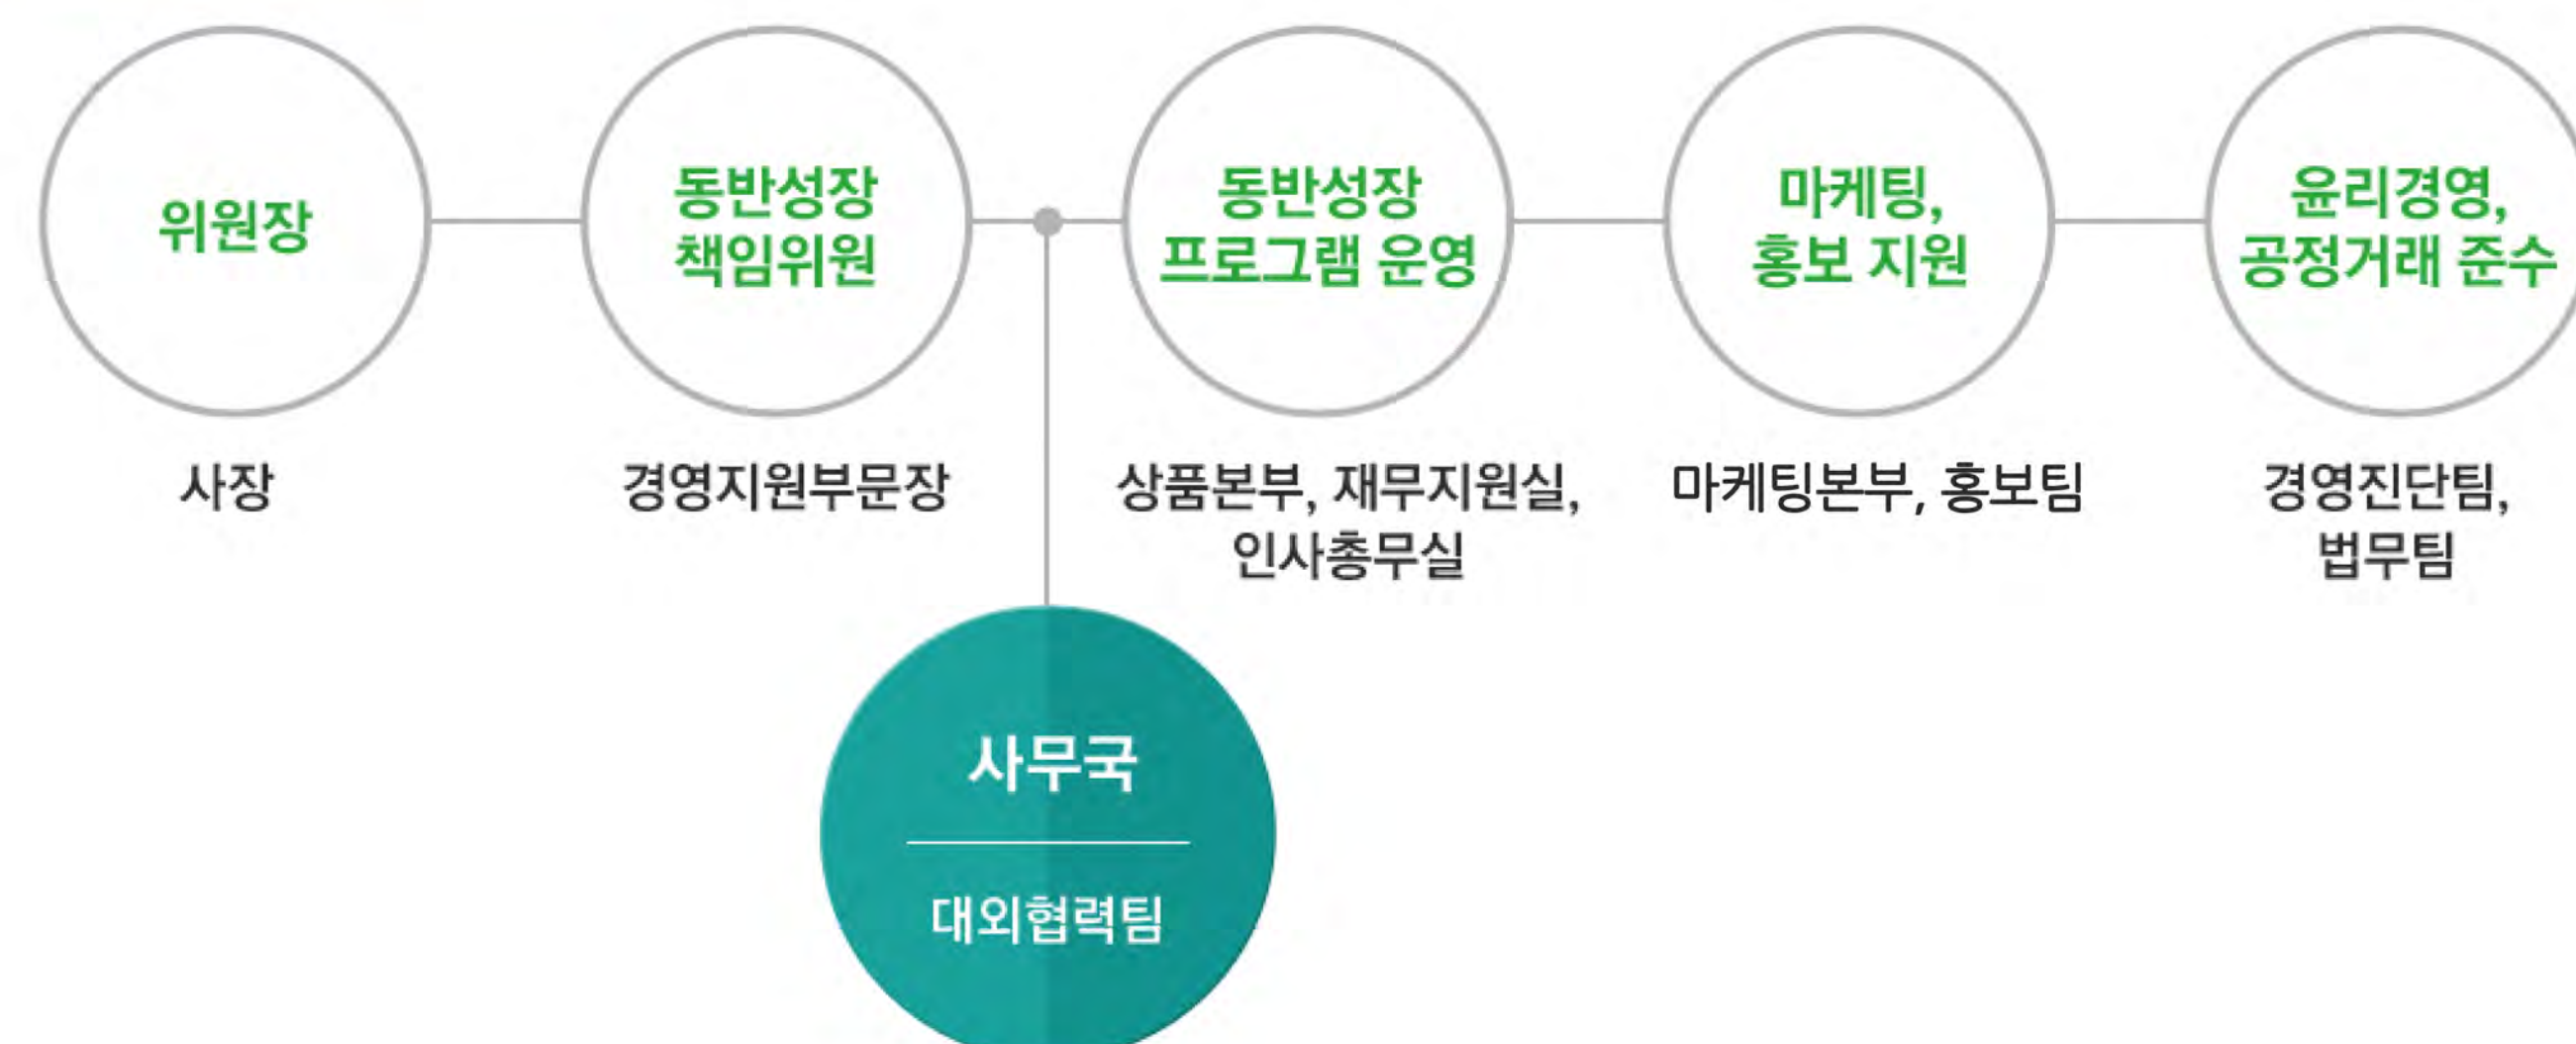 위원장
사장
동반성장
책임위원
경영지원부문장
동반성장
프로그램 운영
상품본부, 재무지원실,
인사총무실
마케팅,
홍보 지원
마케팅본부, 홍보팀
윤리경영,
공정거래 준수
경영진단팀,
법무팀
사무국
대외협력팀